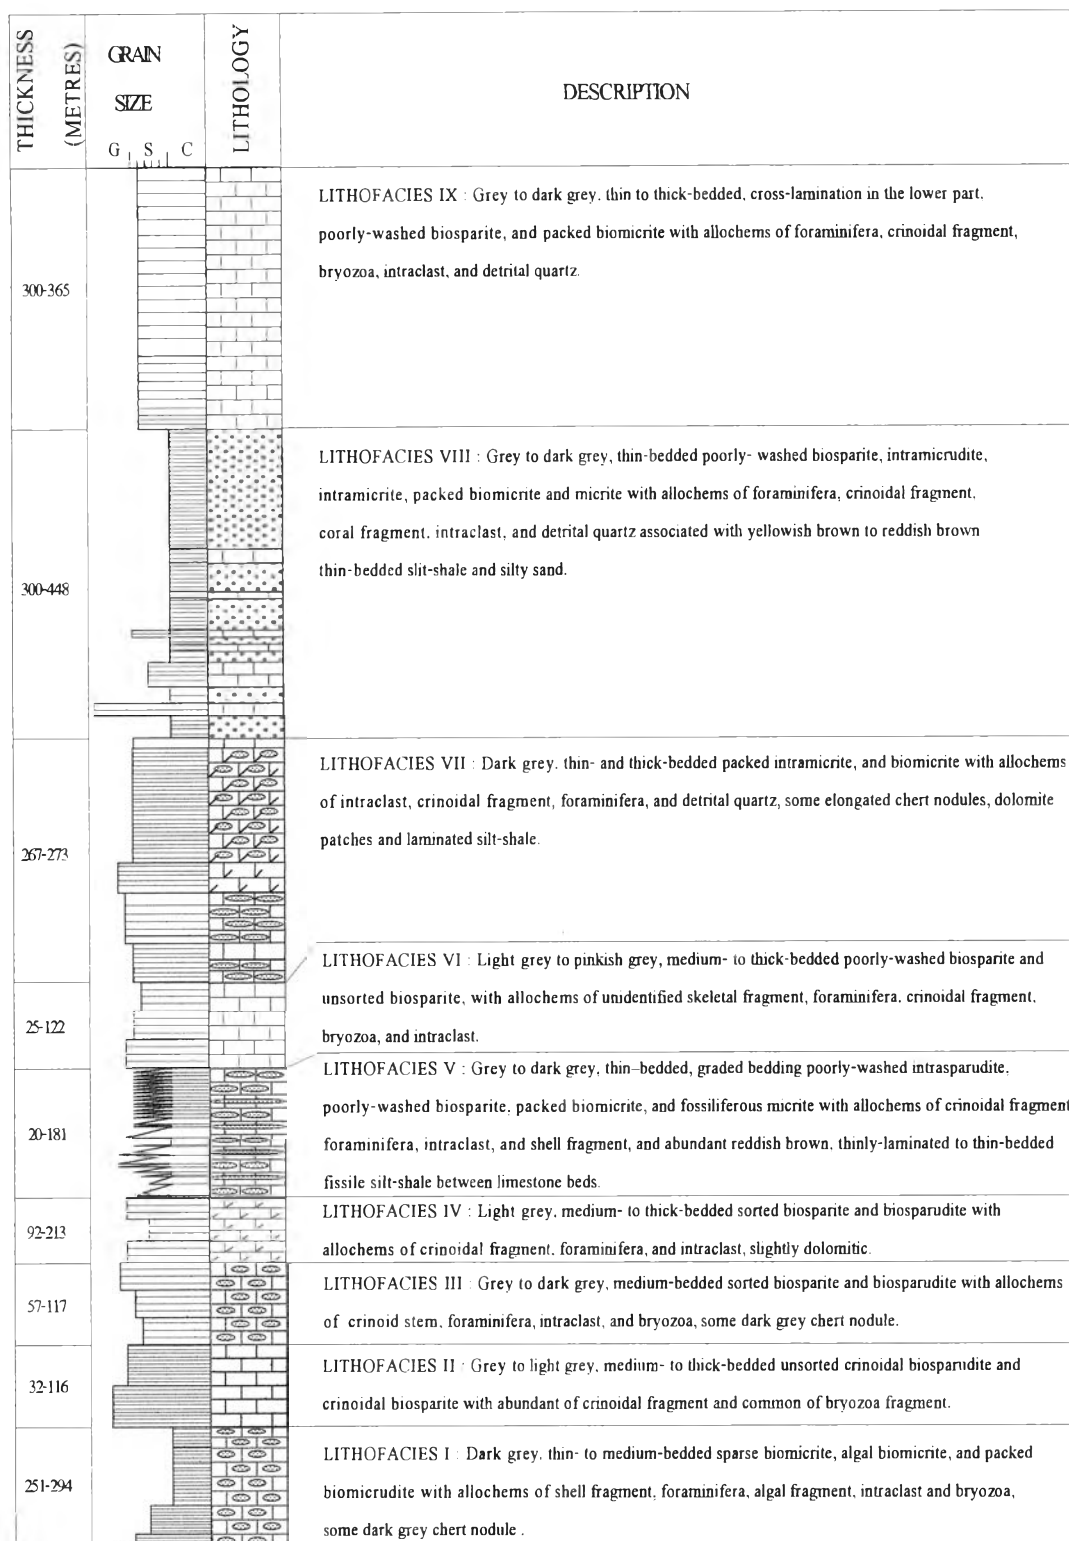 THICKNESS (METRES)
GRAIN SIZE
G S C
LITHOLOGY
DESCRIPTION
300-365
LITHOFACIES IX : Grey to dark grey, thin to thick-bedded, cross-lamination in the lower part,
poorly-washed biosparite, and packed biomicrite with allochems of foraminifera, crinoidal fragment,
bryozoa, intraclast, and detrital quartz.
300-448
LITHOFACIES VIII : Grey to dark grey, thin-bedded poorly- washed biosparite, intramicrudite,
intramicrite, packed biomicrite and micrite with allochems of foraminifera, crinoidal fragment,
coral fragment, intraclast, and detrital quartz associated with yellowish brown to reddish brown
thin-bedded slit-shale and silty sand.
267-273
LITHOFACIES VII : Dark grey, thin- and thick-bedded packed intramicrite, and biomicrite with allochems
of intraclast, crinoidal fragment, foraminifera, and detrital quartz, some elongated chert nodules, dolomite
patches and laminated silt-shale.
25-122
LITHOFACIES VI : Light grey to pinkish grey, medium- to thick-bedded poorly-washed biosparite and
unsorted biosparite, with allochems of unidentified skeletal fragment, foraminifera, crinoidal fragment,
bryozoa, and intraclast.
20-181
LITHOFACIES V : Grey to dark grey, thin–bedded, graded bedding poorly-washed intrasparudite,
poorly-washed biosparite, packed biomicrite, and fossiliferous micrite with allochems of crinoidal fragment
foraminifera, intraclast, and shell fragment, and abundant reddish brown, thinly-laminated to thin-bedded
fissile silt-shale between limestone beds.
92-213
LITHOFACIES IV : Light grey, medium- to thick-bedded sorted biosparite and biosparudite with
allochems of crinoidal fragment, foraminifera, and intraclast, slightly dolomitic.
57-117
LITHOFACIES III : Grey to dark grey, medium-bedded sorted biosparite and biosparudite with allochems
of crinoid stem, foraminifera, intraclast, and bryozoa, some dark grey chert nodule.
32-116
LITHOFACIES II : Grey to light grey, medium- to thick-bedded unsorted crinoidal biosparudite and
crinoidal biosparite with abundant of crinoidal fragment and common of bryozoa fragment.
251-294
LITHOFACIES I : Dark grey, thin- to medium-bedded sparse biomicrite, algal biomicrite, and packed
biomicrudite with allochems of shell fragment, foraminifera, algal fragment, intraclast and bryozoa,
some dark grey chert nodule .